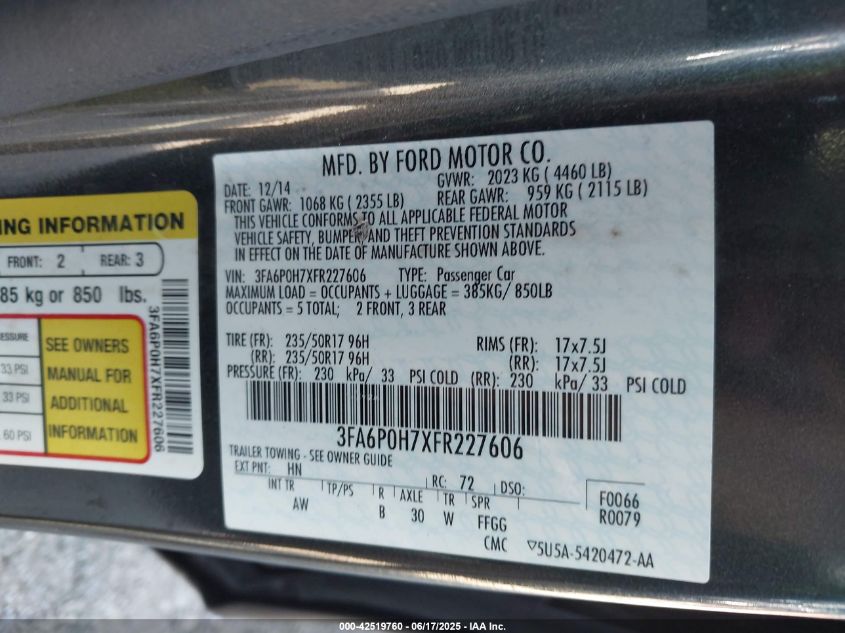 NG INFORMATION
FRONT: 2 REAR: 3
85 kg or 850 lbs.
33 PSI
33 PSI
60 PSI
SEE OWNERS
MANUAL FOR
ADDITIONAL
INFORMATION
3FA6P0H7XFR227606
MFD. BY FORD MOTOR CO.
DATE: 12/14 GVWR: 2023 KG ( 4460 LB)
FRONT GAWR: 1068 KG ( 2355 LB) REAR GAWR: 959 KG ( 2115 LB)
THIS VEHICLE CONFORMS TO ALL APPLICABLE FEDERAL MOTOR
VEHICLE SAFETY, BUMPER, AND THEFT PREVENTION STANDARDS
IN EFFECT ON THE DATE OF MANUFACTURE SHOWN ABOVE.
VIN: 3FA6P0H7XFR227606 TYPE: Passenger Car
MAXIMUM LOAD = OCCUPANTS + LUGGAGE = 385KG/ 850LB
OCCUPANTS = 5 TOTAL; 2 FRONT, 3 REAR
TIRE (FR): 235/50R17 96H RIMS (FR): 17x7.5J
(RR): 235/50R17 96H (RR): 17x7.5J
PRESSURE (FR): 230 kPa/ 33 PSI COLD (RR): 230 kPa/ 33 PSI COLD
3FA6P0H7XFR227606
TRAILER TOWING - SEE OWNER GUIDE
EXT PNT: HN RC: 72 DSO:
INT TR TP/PS R AXLE TR SPR
AW B 30 W FFGG
CMC
F0066
R0079
▽5U5A-5420472-AA
000-42519760 - 06/17/2025 - IAA Inc.